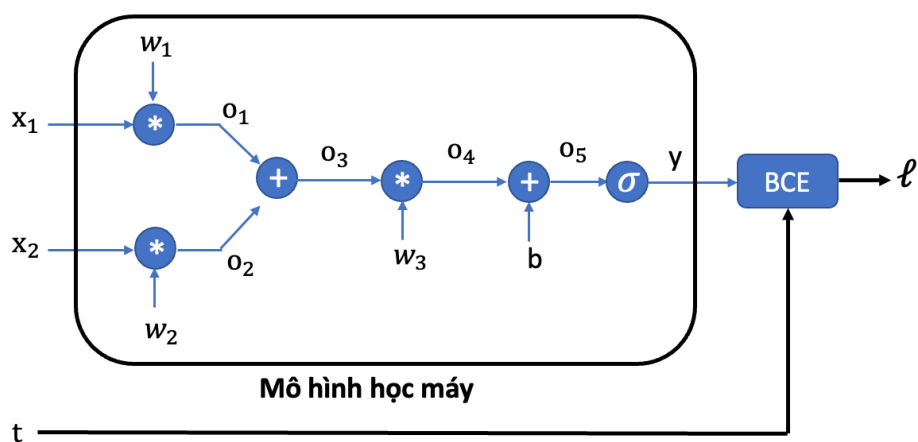 w₁
x₁ * o₁
+ o₃ * o₄ + o₅ σ y BCE ℓ
x₂ * o₂ w₃ b
w₂
Mô hình học máy
t